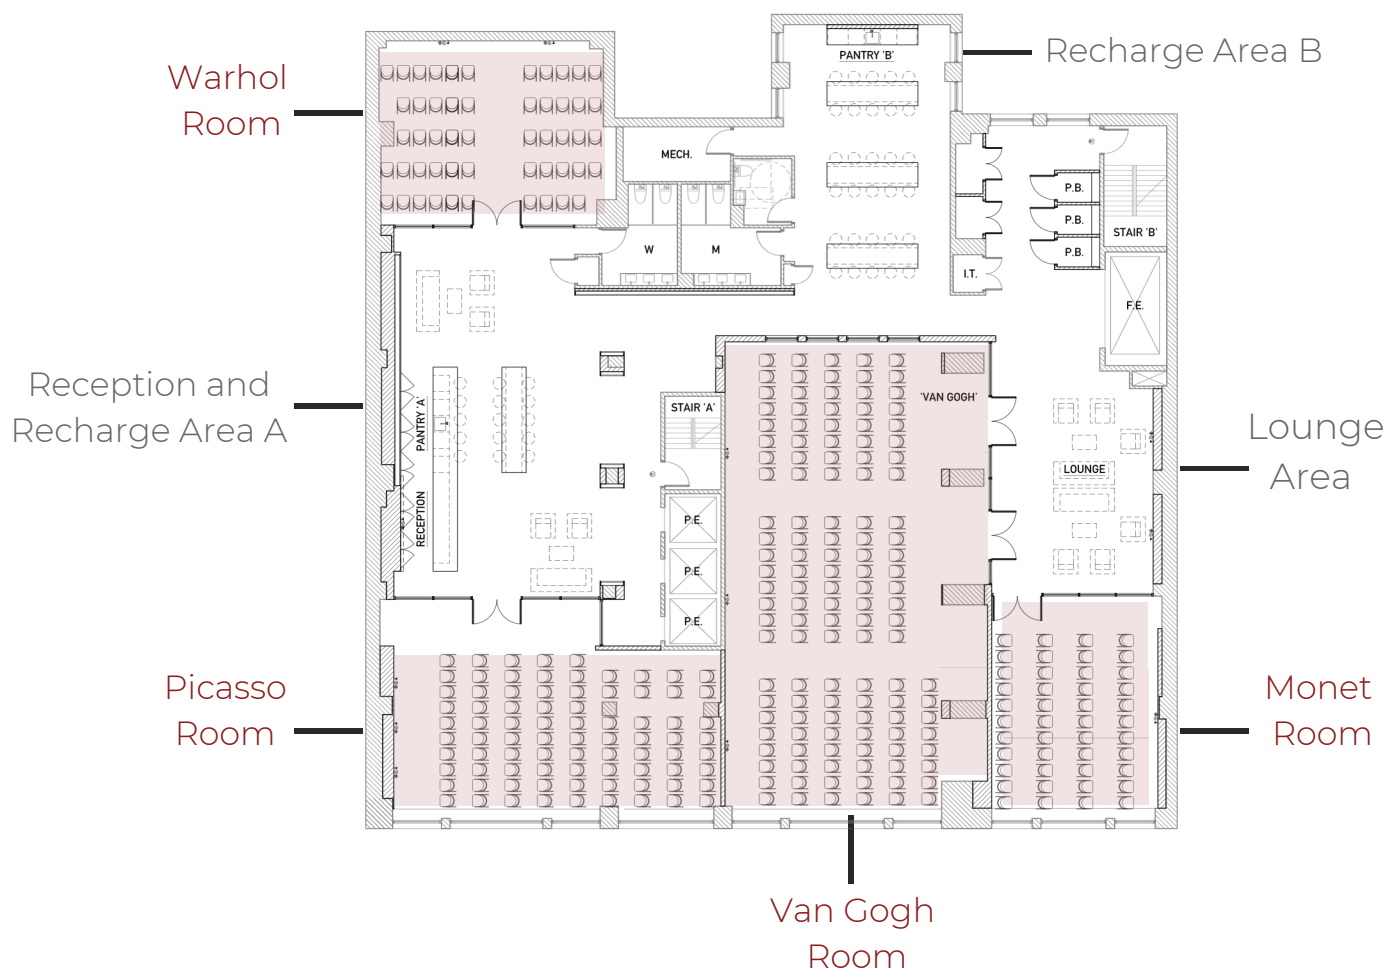 Recharge Area B
Warhol
Room
PANTRY 'B'
MECH.
P.B.
P.B.
P.B.
STAIR 'B'
W
M
I.T.
F.E.
Reception and
Recharge Area A
PANTRY 'A'
RECEPTION
STAIR 'A'
'VAN GOGH'
P.E.
P.E.
P.E.
LOUNGE
Lounge
Area
Picasso
Room
Monet
Room
Van Gogh
Room